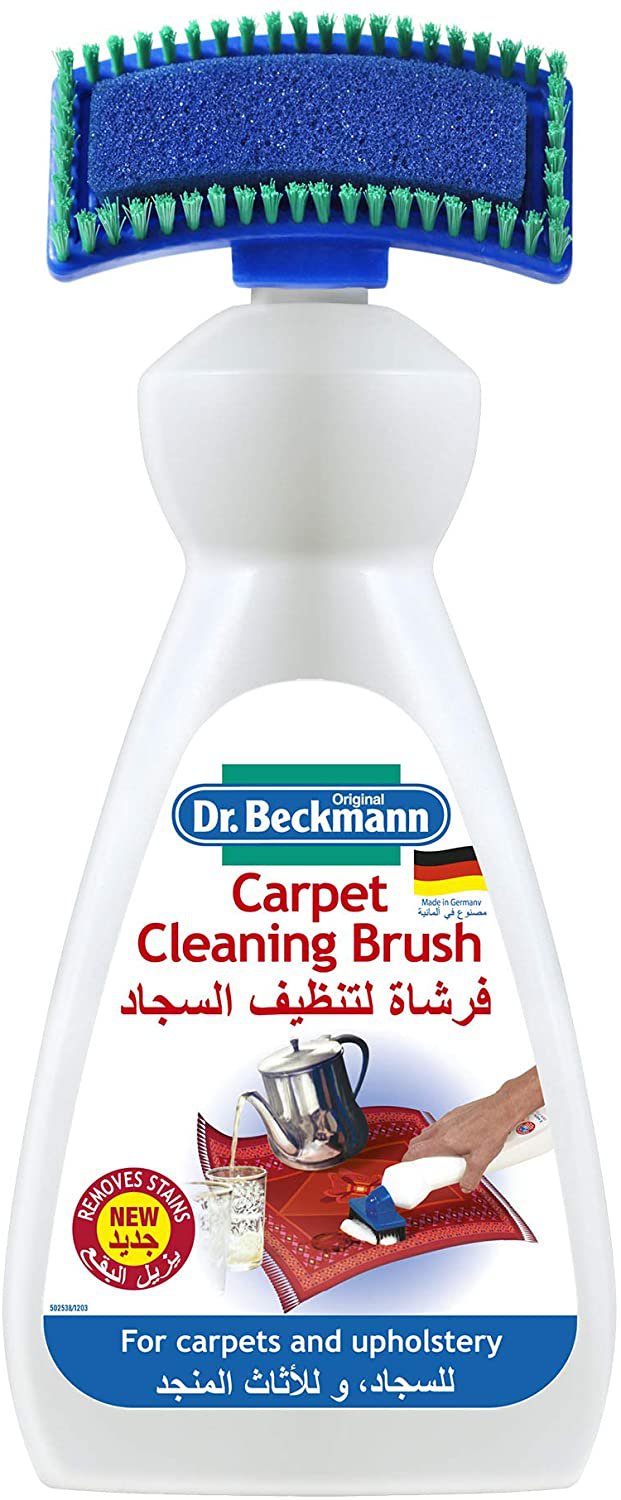 Original
Dr. Beckmann
Carpet
Cleaning Brush
Made in Germany
مصنوع في ألمانية
فرشاة لتنظيف السجاد
REMOVES STAINS
NEW
جديد
يزيل البقع
502538/1203
For carpets and upholstery
للسجاد، و للأثاث المنجد